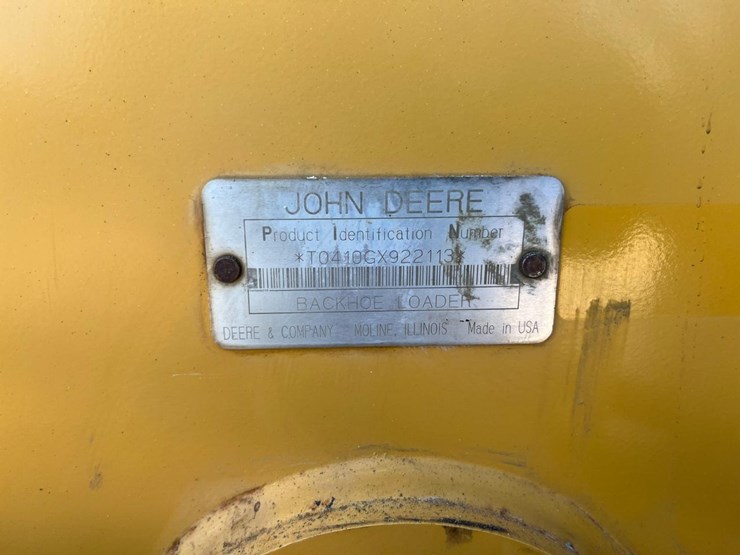 JOHN DEERE
Product Identification Number
*T0410GX922113*
BACKHOE LOADER
DEERE & COMPANY MOLINE, ILLINOIS Made in USA